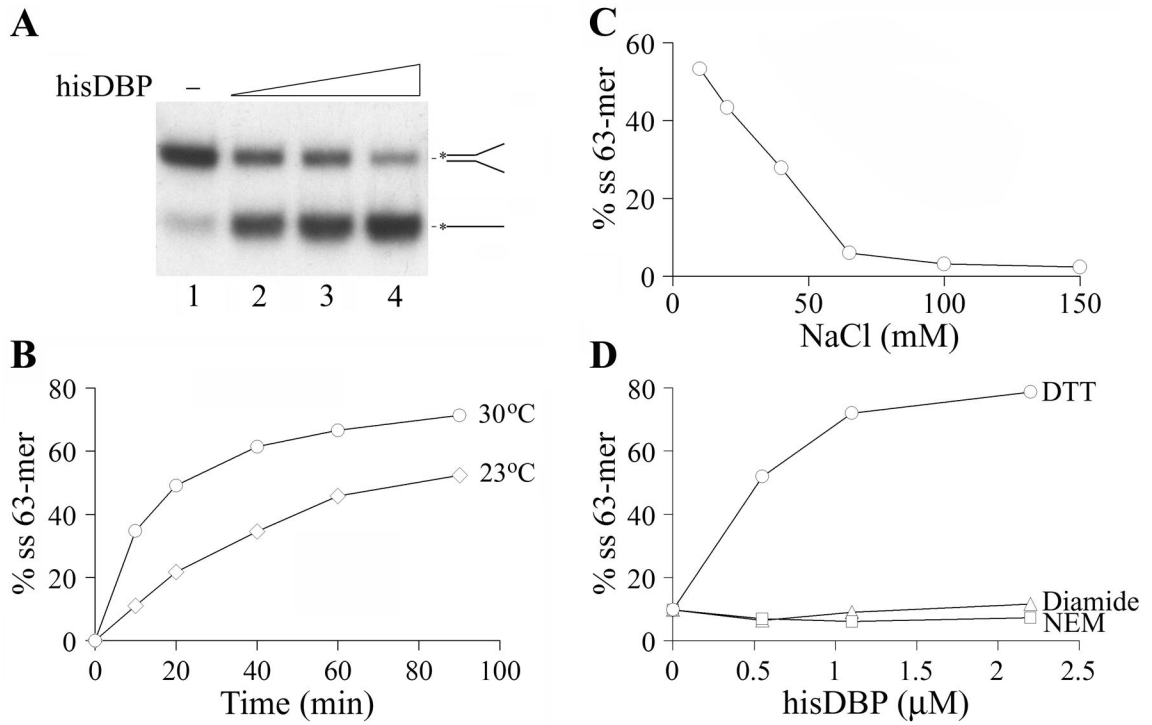 A
hisDBP –
*
*
1 2 3 4
B
80
60
40
20
0
% ss 63-mer
30°C
23°C
0 20 40 60 80 100
Time (min)
C
60
40
20
0
% ss 63-mer
0 50 100 150
NaCl (mM)
D
80
60
40
20
0
% ss 63-mer
DTT
Diamide
NEM
0 0.5 1 1.5 2 2.5
hisDBP (μM)